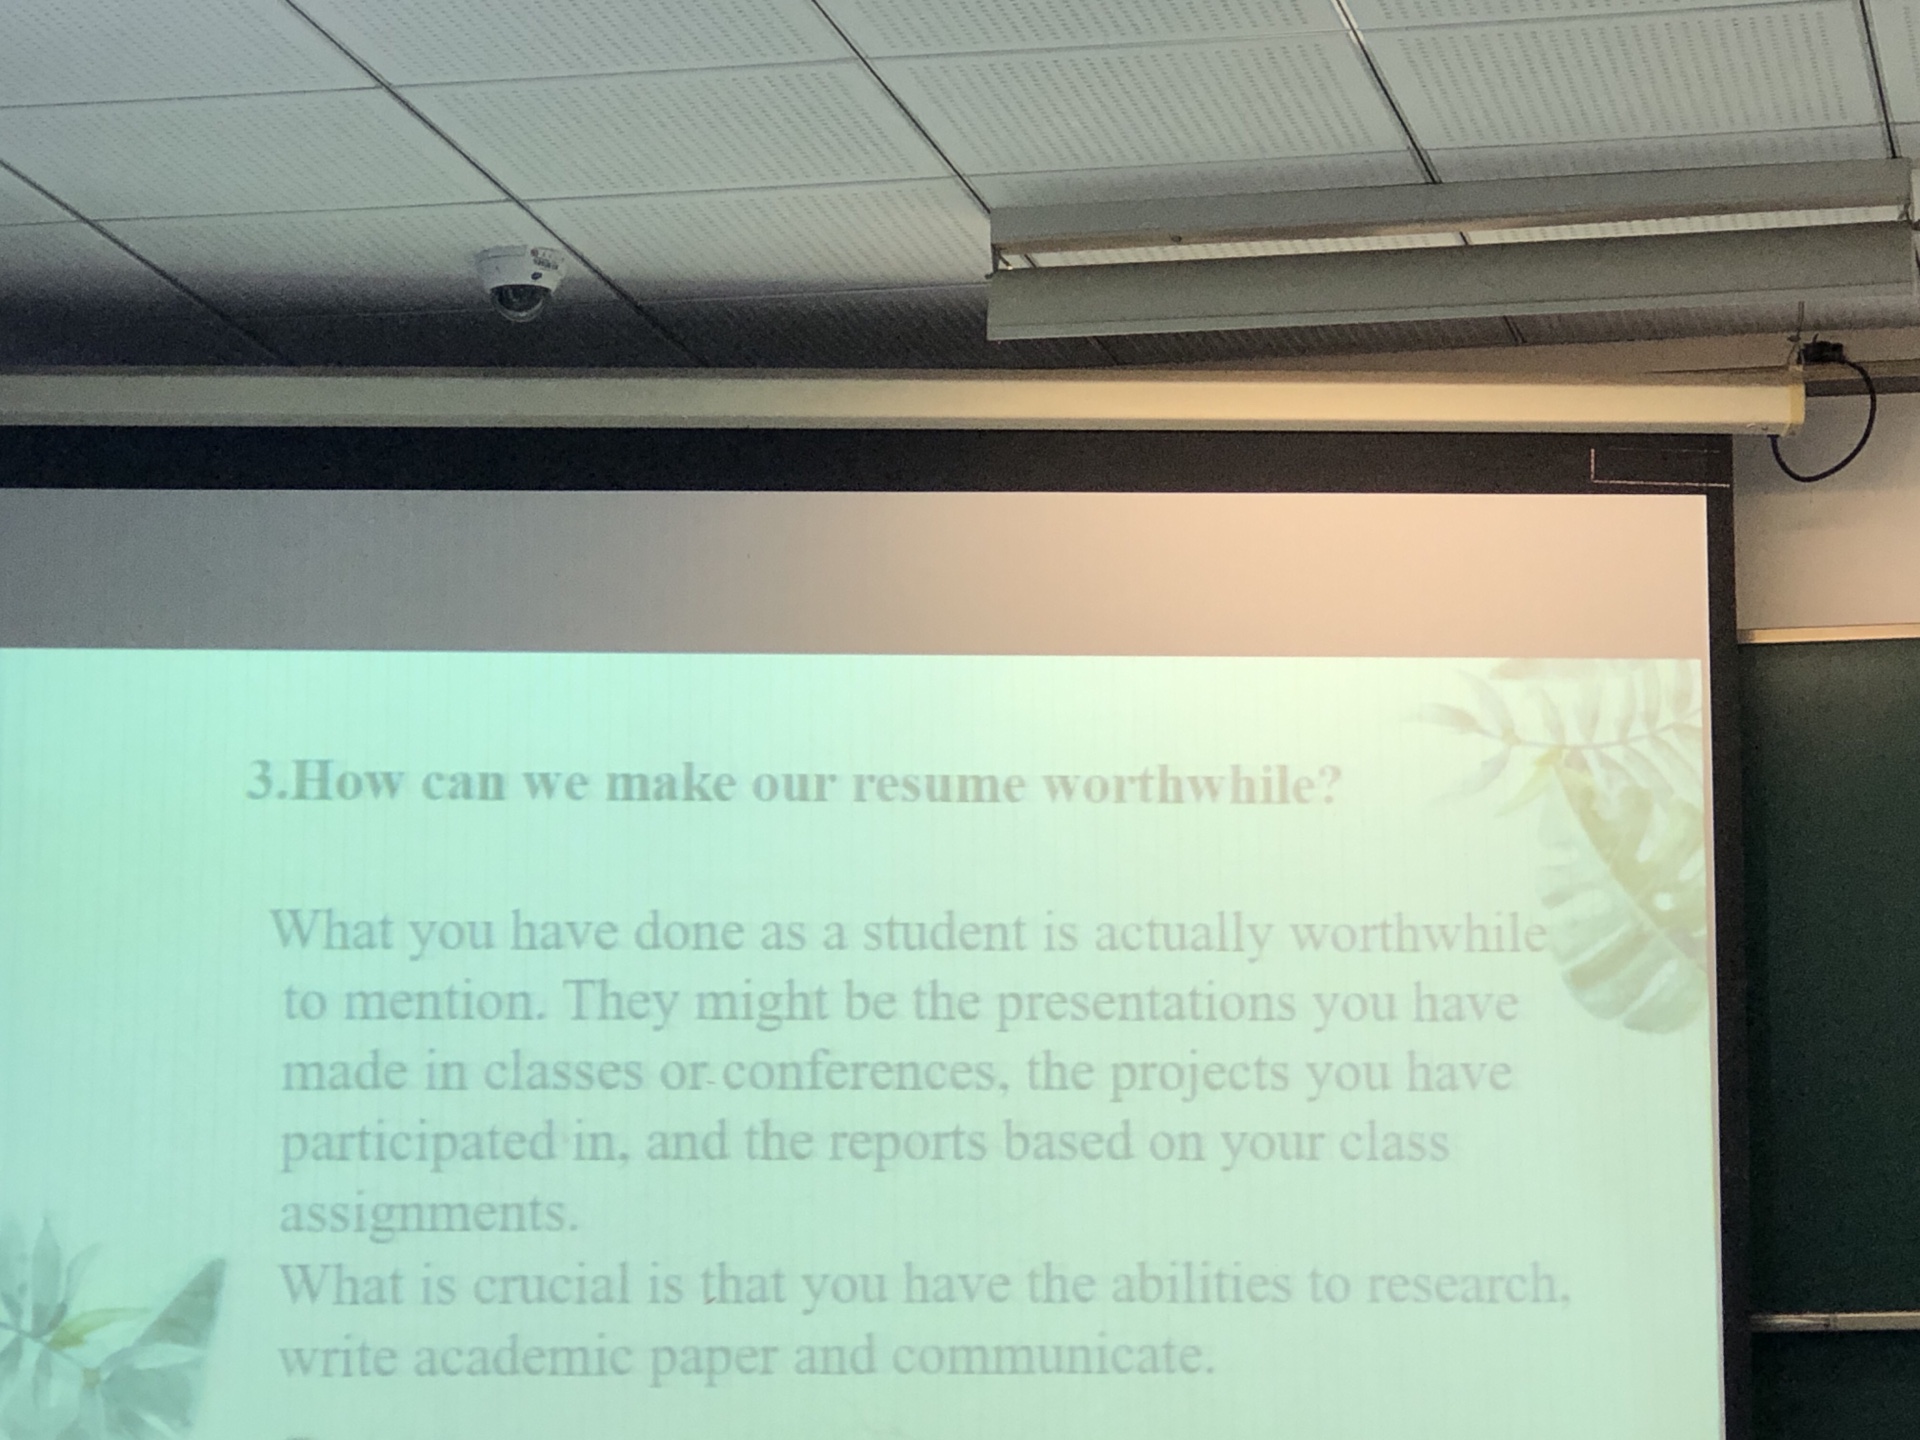 3.How can we make our resume worthwhile?
What you have done as a student is actually worthwhile
to mention. They might be the presentations you have
made in classes or conferences, the projects you have
participated in, and the reports based on your class
assignments.
What is crucial is that you have the abilities to research,
write academic paper and communicate.